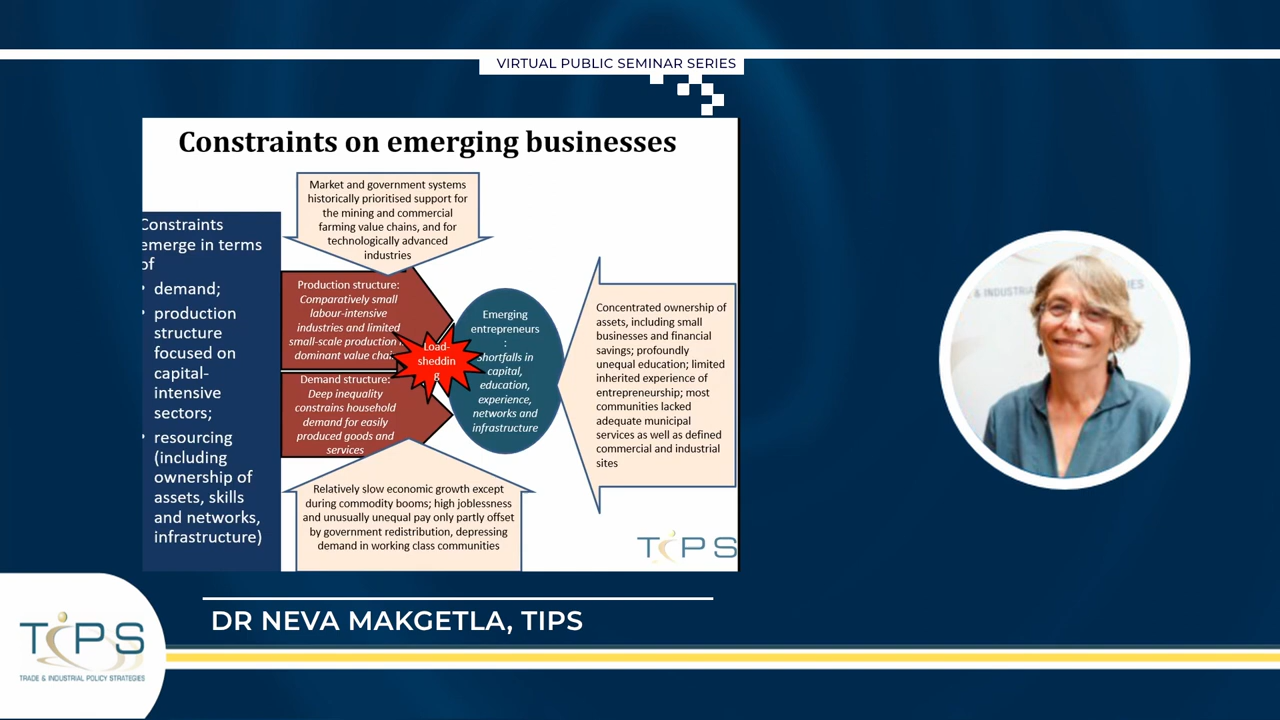 VIRTUAL PUBLIC SEMINAR SERIES
Constraints on emerging businesses
Constraints
emerge in terms
of
• demand;
• production
structure
focused on
capital-
intensive
sectors;
• resourcing
(including
ownership of
assets, skills
and networks,
infrastructure)
Market and government systems
historically prioritised support for
the mining and commercial
farming value chains, and for
technologically advanced
industries
Production structure:
Comparatively small
labour-intensive
industries and limited
small-scale production
dominant value
Load-
sheddin
g
Demand structure:
Deep inequality
constrains household
demand for easily
produced goods and
services
Emerging
entrepreneurs
:
Shortfalls in
capital,
education,
experience,
networks and
infrastructure
Concentrated ownership of
assets, including small
businesses and financial
savings; profoundly
unequal education; limited
inherited experience of
entrepreneurship; most
communities lacked
adequate municipal
services as well as defined
commercial and industrial
sites
Relatively slow economic growth except
during commodity booms; high joblessness
and unusually unequal pay only partly offset
by government redistribution, depressing
demand in working class communities
TIPS
& INDUSTRIAL
DR NEVA MAKGETLA, TIPS
TIPS
TRADE & INDUSTRIAL POLICY STRATEGIES